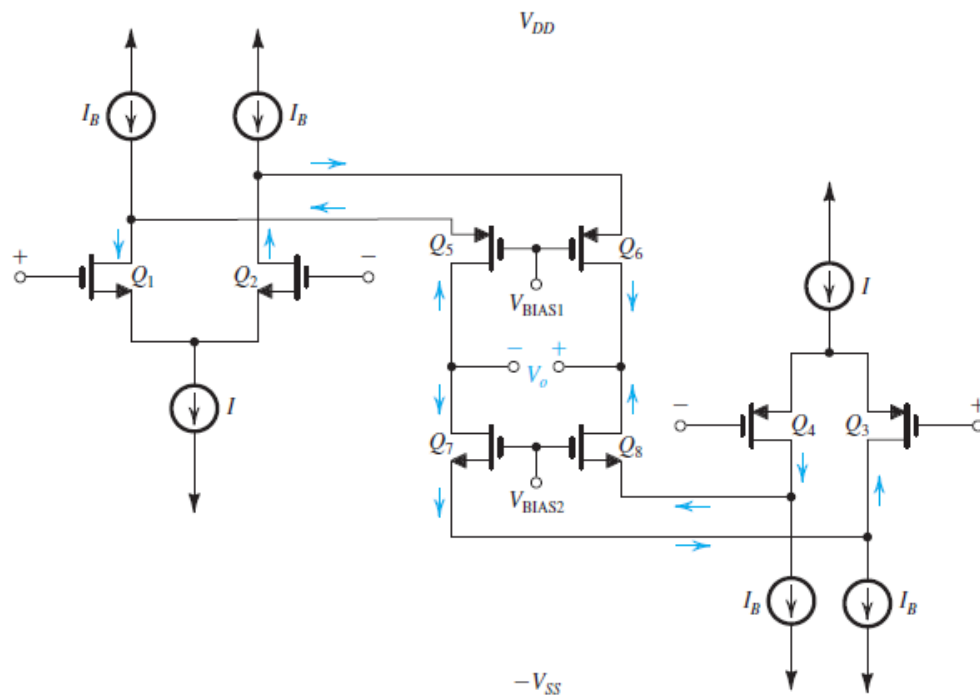 V_DD
I_B
I_B
+
Q_1
Q_2
−
I
Q_5
Q_6
V_BIAS1
−
V_o
+
Q_7
Q_8
V_BIAS2
I
−
Q_4
Q_3
+
I_B
I_B
−V_SS